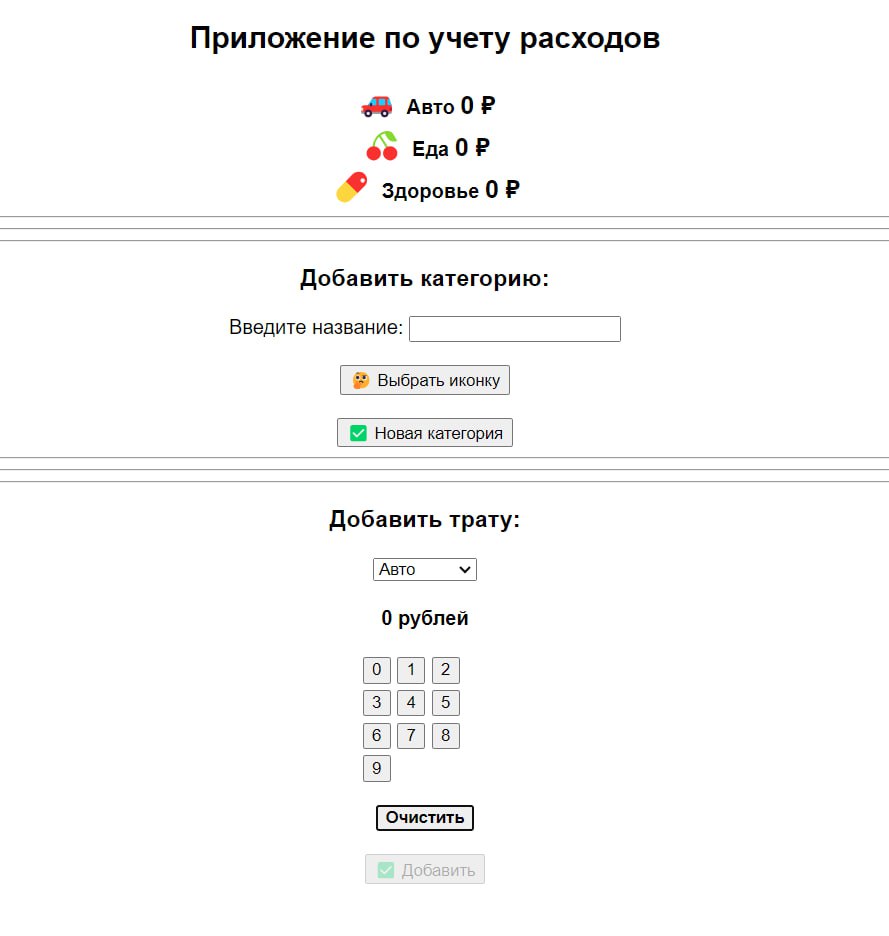 Приложение по учету расходов
Авто 0 ₽
Еда 0 ₽
Здоровье 0 ₽
Добавить категорию:
Введите название:
Выбрать иконку
Новая категория
Добавить трату:
Авто
0 рублей
0 1 2
3 4 5
6 7 8
9
Очистить
Добавить